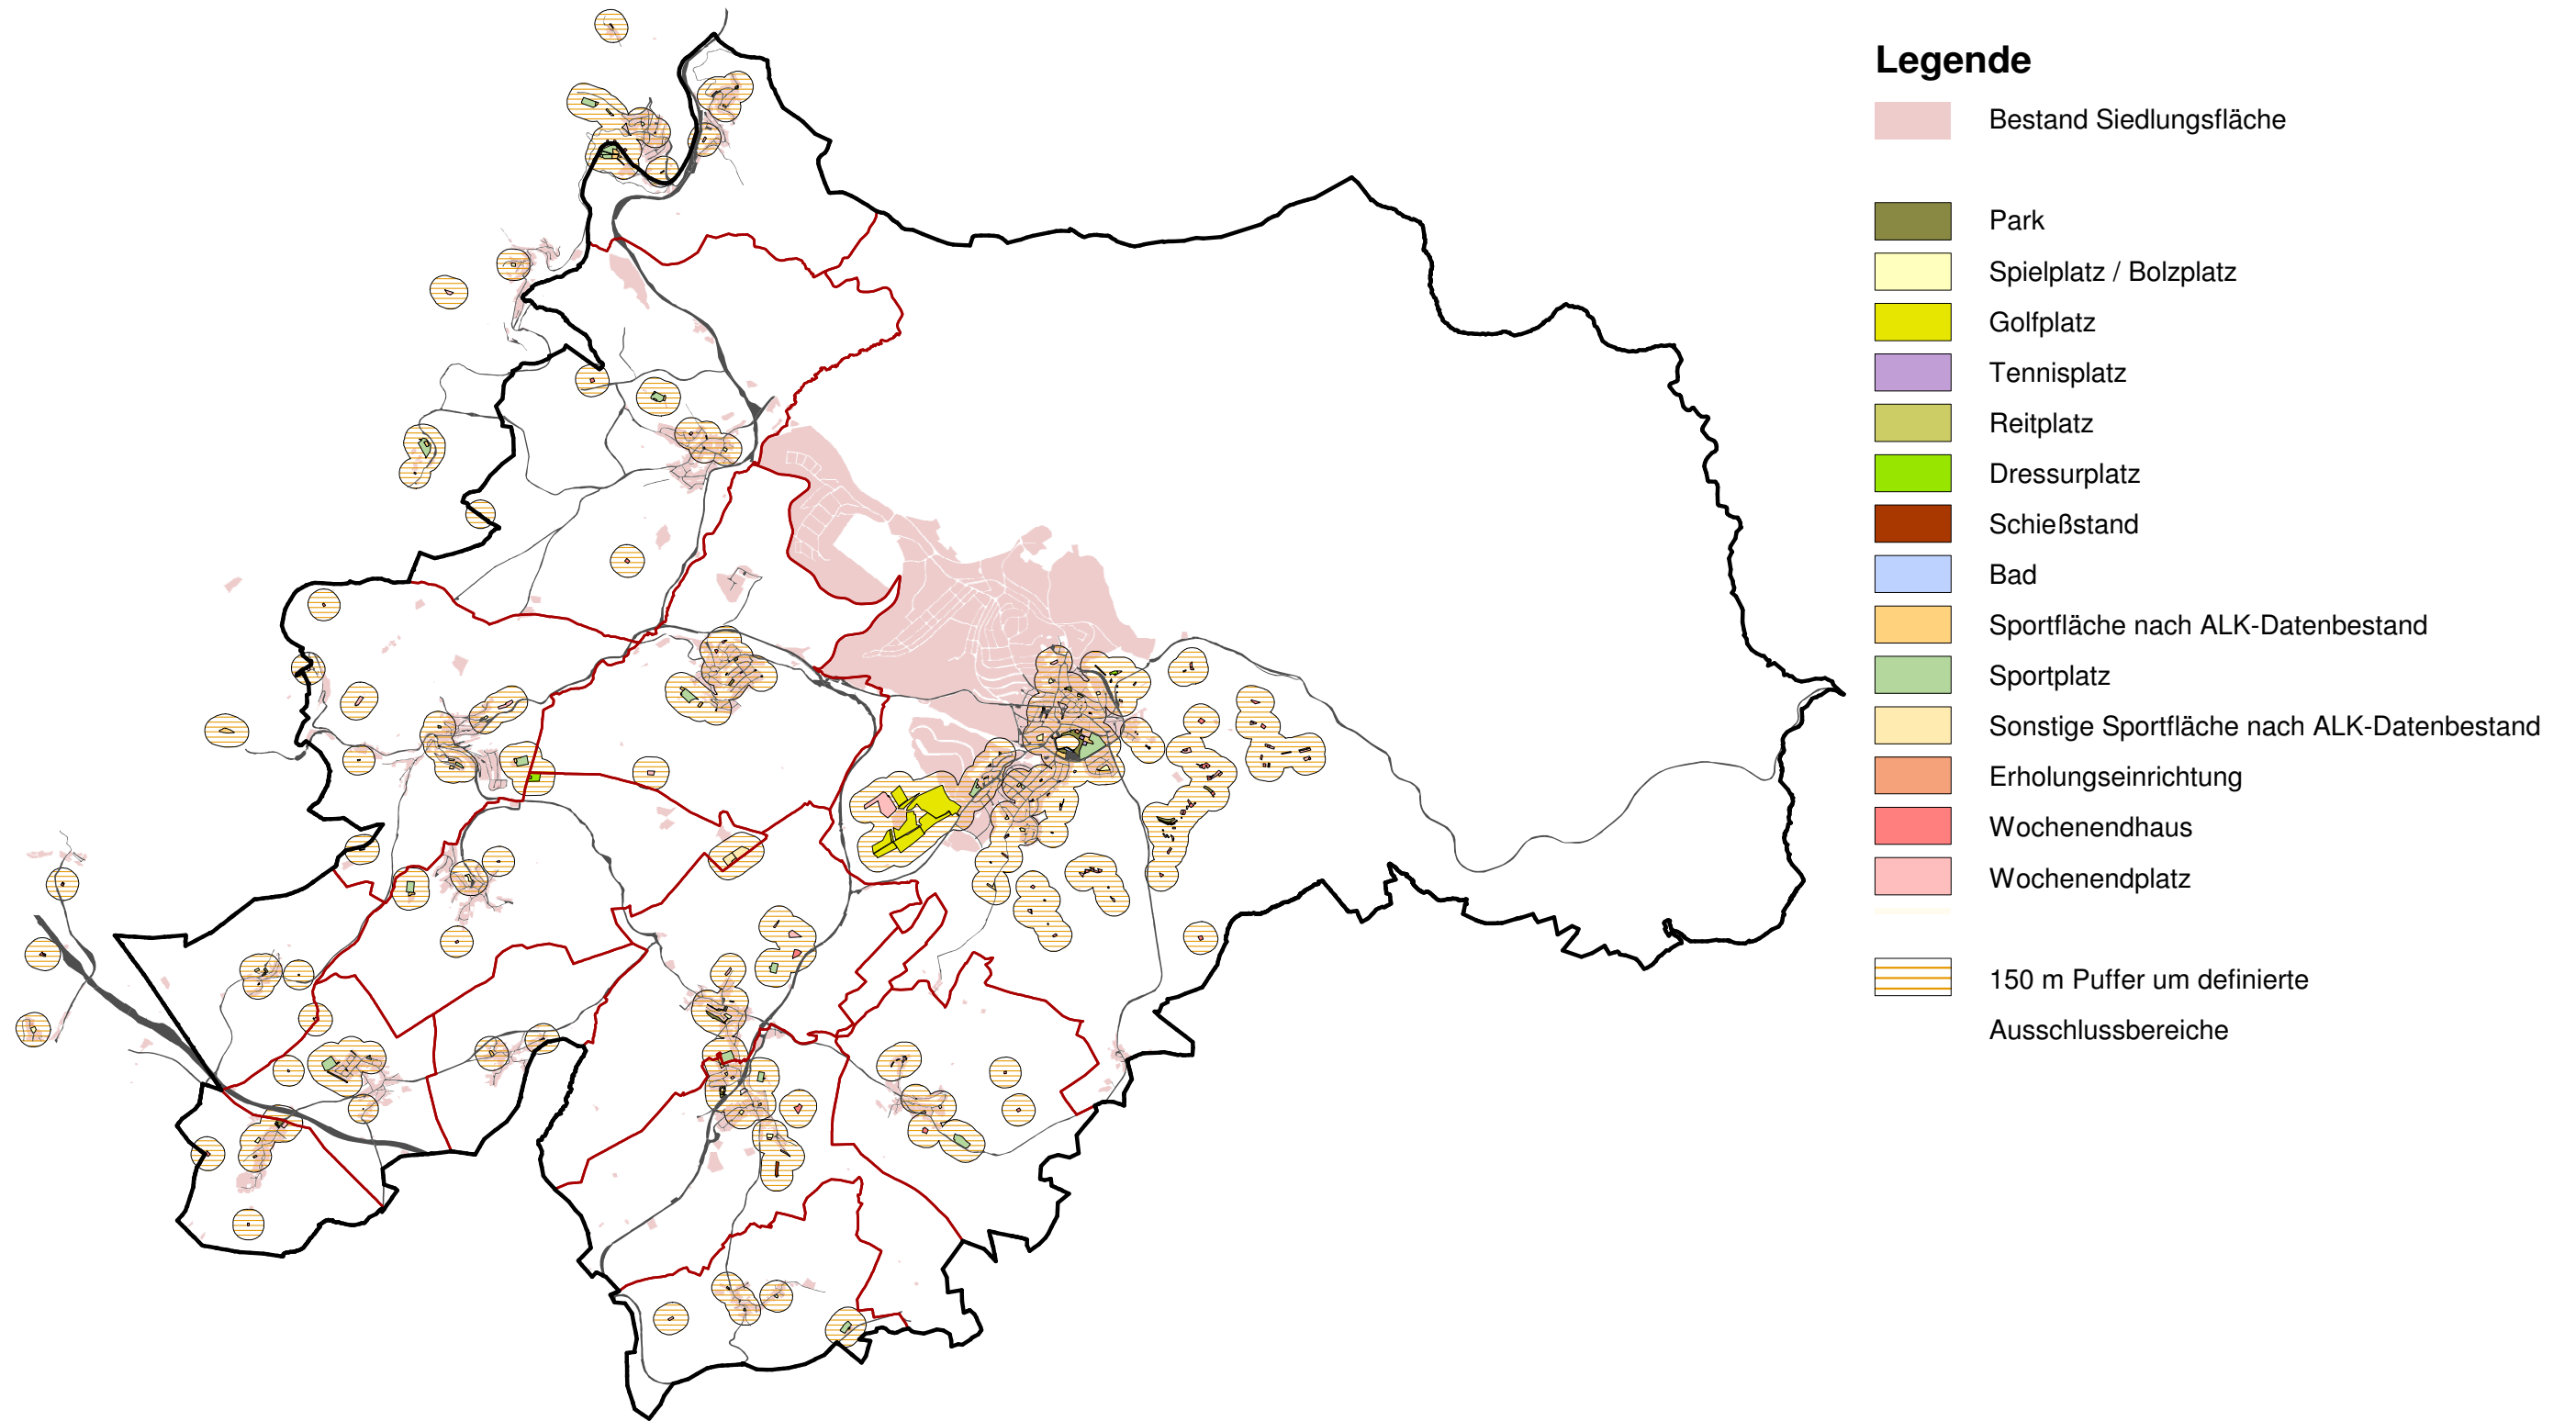 Legende
Bestand Siedlungsfläche
Park
Spielplatz / Bolzplatz
Golfplatz
Tennisplatz
Reitplatz
Dressurplatz
Schießstand
Bad
Sportfläche nach ALK-Datenbestand
Sportplatz
Sonstige Sportfläche nach ALK-Datenbestand
Erholungseinrichtung
Wochenendhaus
Wochenendplatz
150 m Puffer um definierte
Ausschlussbereiche